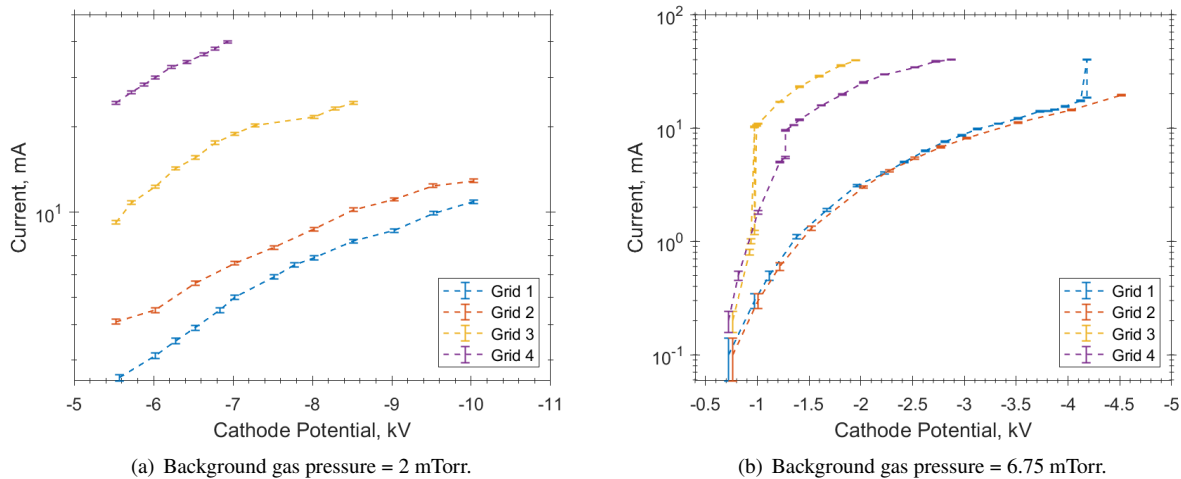 Current, mA
10^1
-5 -6 -7 -8 -9 -10 -11
Cathode Potential, kV
Grid 1
Grid 2
Grid 3
Grid 4
(a) Background gas pressure = 2 mTorr.
Current, mA
10^2
10^1
10^0
10^-1
-0.5 -1 -1.5 -2 -2.5 -3 -3.5 -4 -4.5 -5
Cathode Potential, kV
Grid 1
Grid 2
Grid 3
Grid 4
(b) Background gas pressure = 6.75 mTorr.